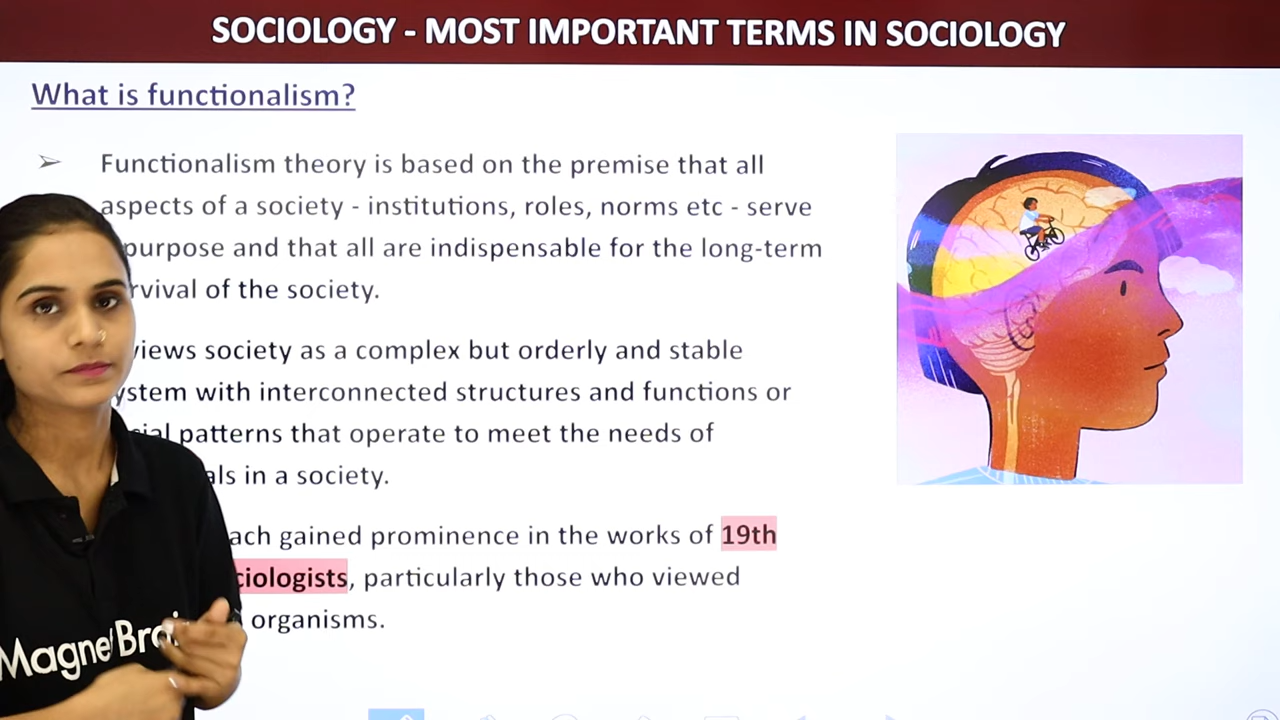 SOCIOLOGY - MOST IMPORTANT TERMS IN SOCIOLOGY
What is functionalism?
➢ Functionalism theory is based on the premise that all
aspects of a society - institutions, roles, norms etc - serve
purpose and that all are indispensable for the long-term
rvival of the society.
views society as a complex but orderly and stable
ystem with interconnected structures and functions or
patterns that operate to meet the needs of
als in a society.
ach gained prominence in the works of 19th
ciologists, particularly those who viewed
organisms.
Magnet Brai